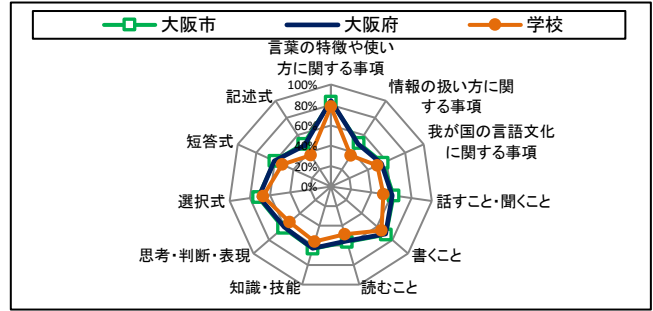 大阪市 大阪府 学校
言葉の特徴や使い
方に関する事項
情報の扱い方に関
する事項
我が国の言語文化
に関する事項
話すこと・聞くこと
書くこと
読むこと
知識・技能
思考・判断・表現
選択式
短答式
記述式
100%
80%
60%
40%
20%
0%